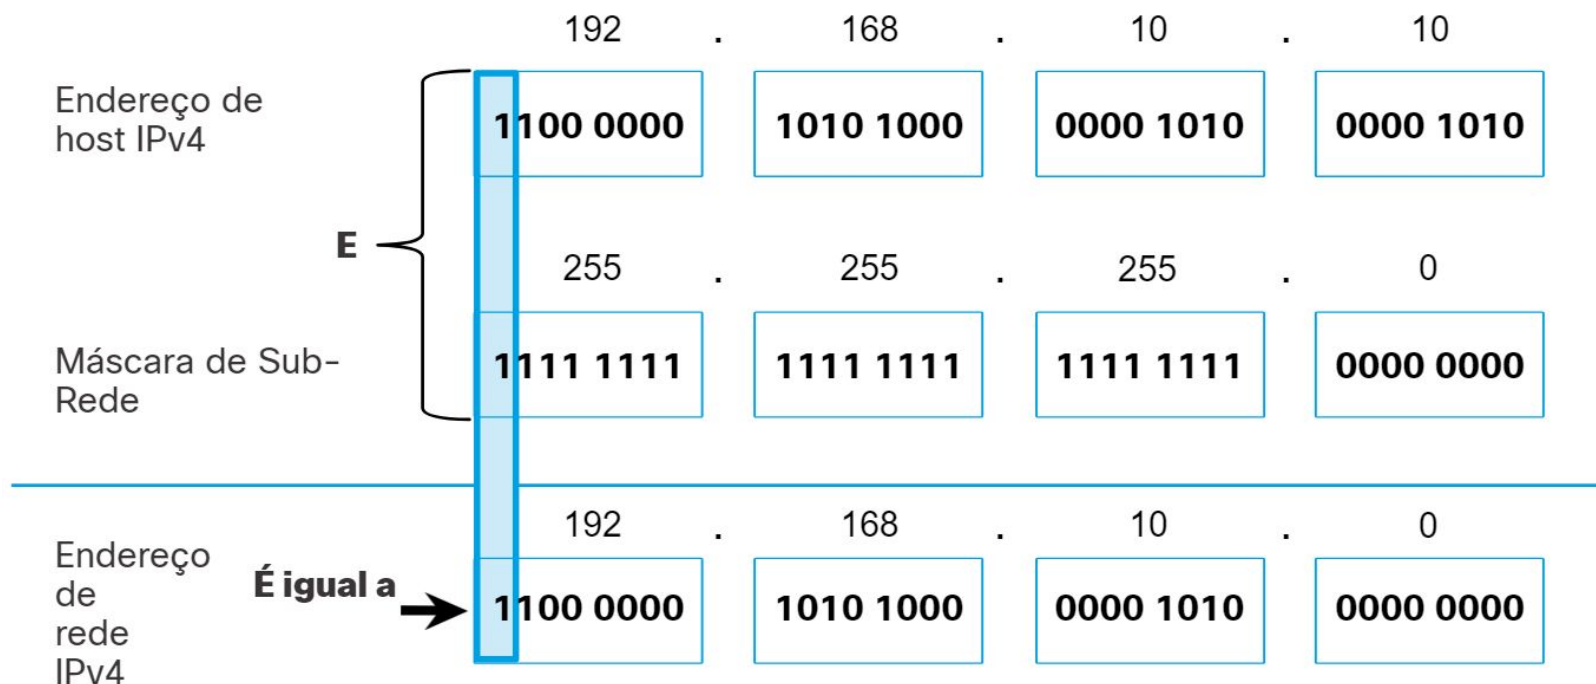 192 . 168 . 10 . 10
Endereço de
host IPv4
1100 0000 1010 1000 0000 1010 0000 1010
E
255 . 255 . 255 . 0
Máscara de Sub-
Rede
1111 1111 1111 1111 1111 1111 0000 0000
192 . 168 . 10 . 0
Endereço
de
rede
IPv4
É igual a
1100 0000 1010 1000 0000 1010 0000 0000